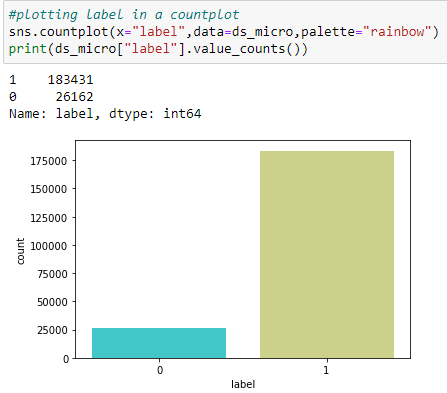 #plotting label in a countplot
sns.countplot(x="label",data=ds_micro,palette="rainbow")
print(ds_micro["label"].value_counts())
1    183431
0     26162
Name: label, dtype: int64
175000
150000
125000
100000
75000
50000
25000
0
count
0 1
label